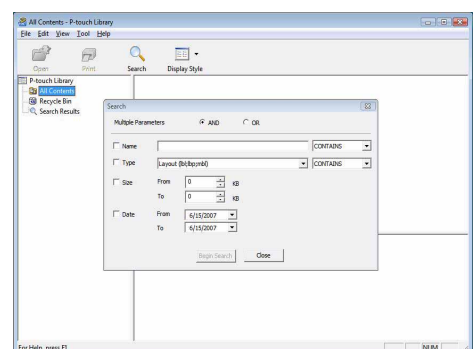 All Contents - P-touch Library
File Edit View Tool Help
Open Print Search Display Style
P-touch Library
All Contents
Recycle Bin
Search Results
Search
Multiple Parameters AND OR
Name CONTAINS
Type Layout (lbl;lbp;mbl) CONTAINS
Size From 0 KB
To 0 KB
Date From 6/15/2007
To 6/15/2007
Begin Search Close
For Help, press F1 NUM